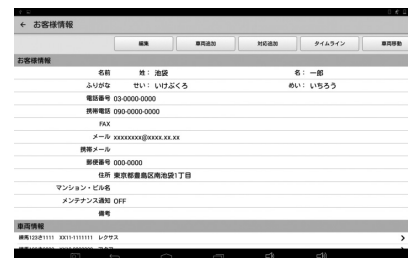 ← お客様情報
編集 車両追加 対応追加 タイムライン 車両移動
お客様情報
名前 姓： 池袋 名： 一郎
ふりがな せい： いけぶくろ めい： いちろう
電話番号 03-0000-0000
携帯電話 090-0000-0000
FAX
メール xxxxxxxx@xxxx.xx.xx
携帯メール
郵便番号 000-0000
住所 東京都豊島区南池袋1丁目
マンション・ビル名
メンテナンス通知 OFF
備考
車両情報
練馬123き1111 XX11-1111111 レクサス